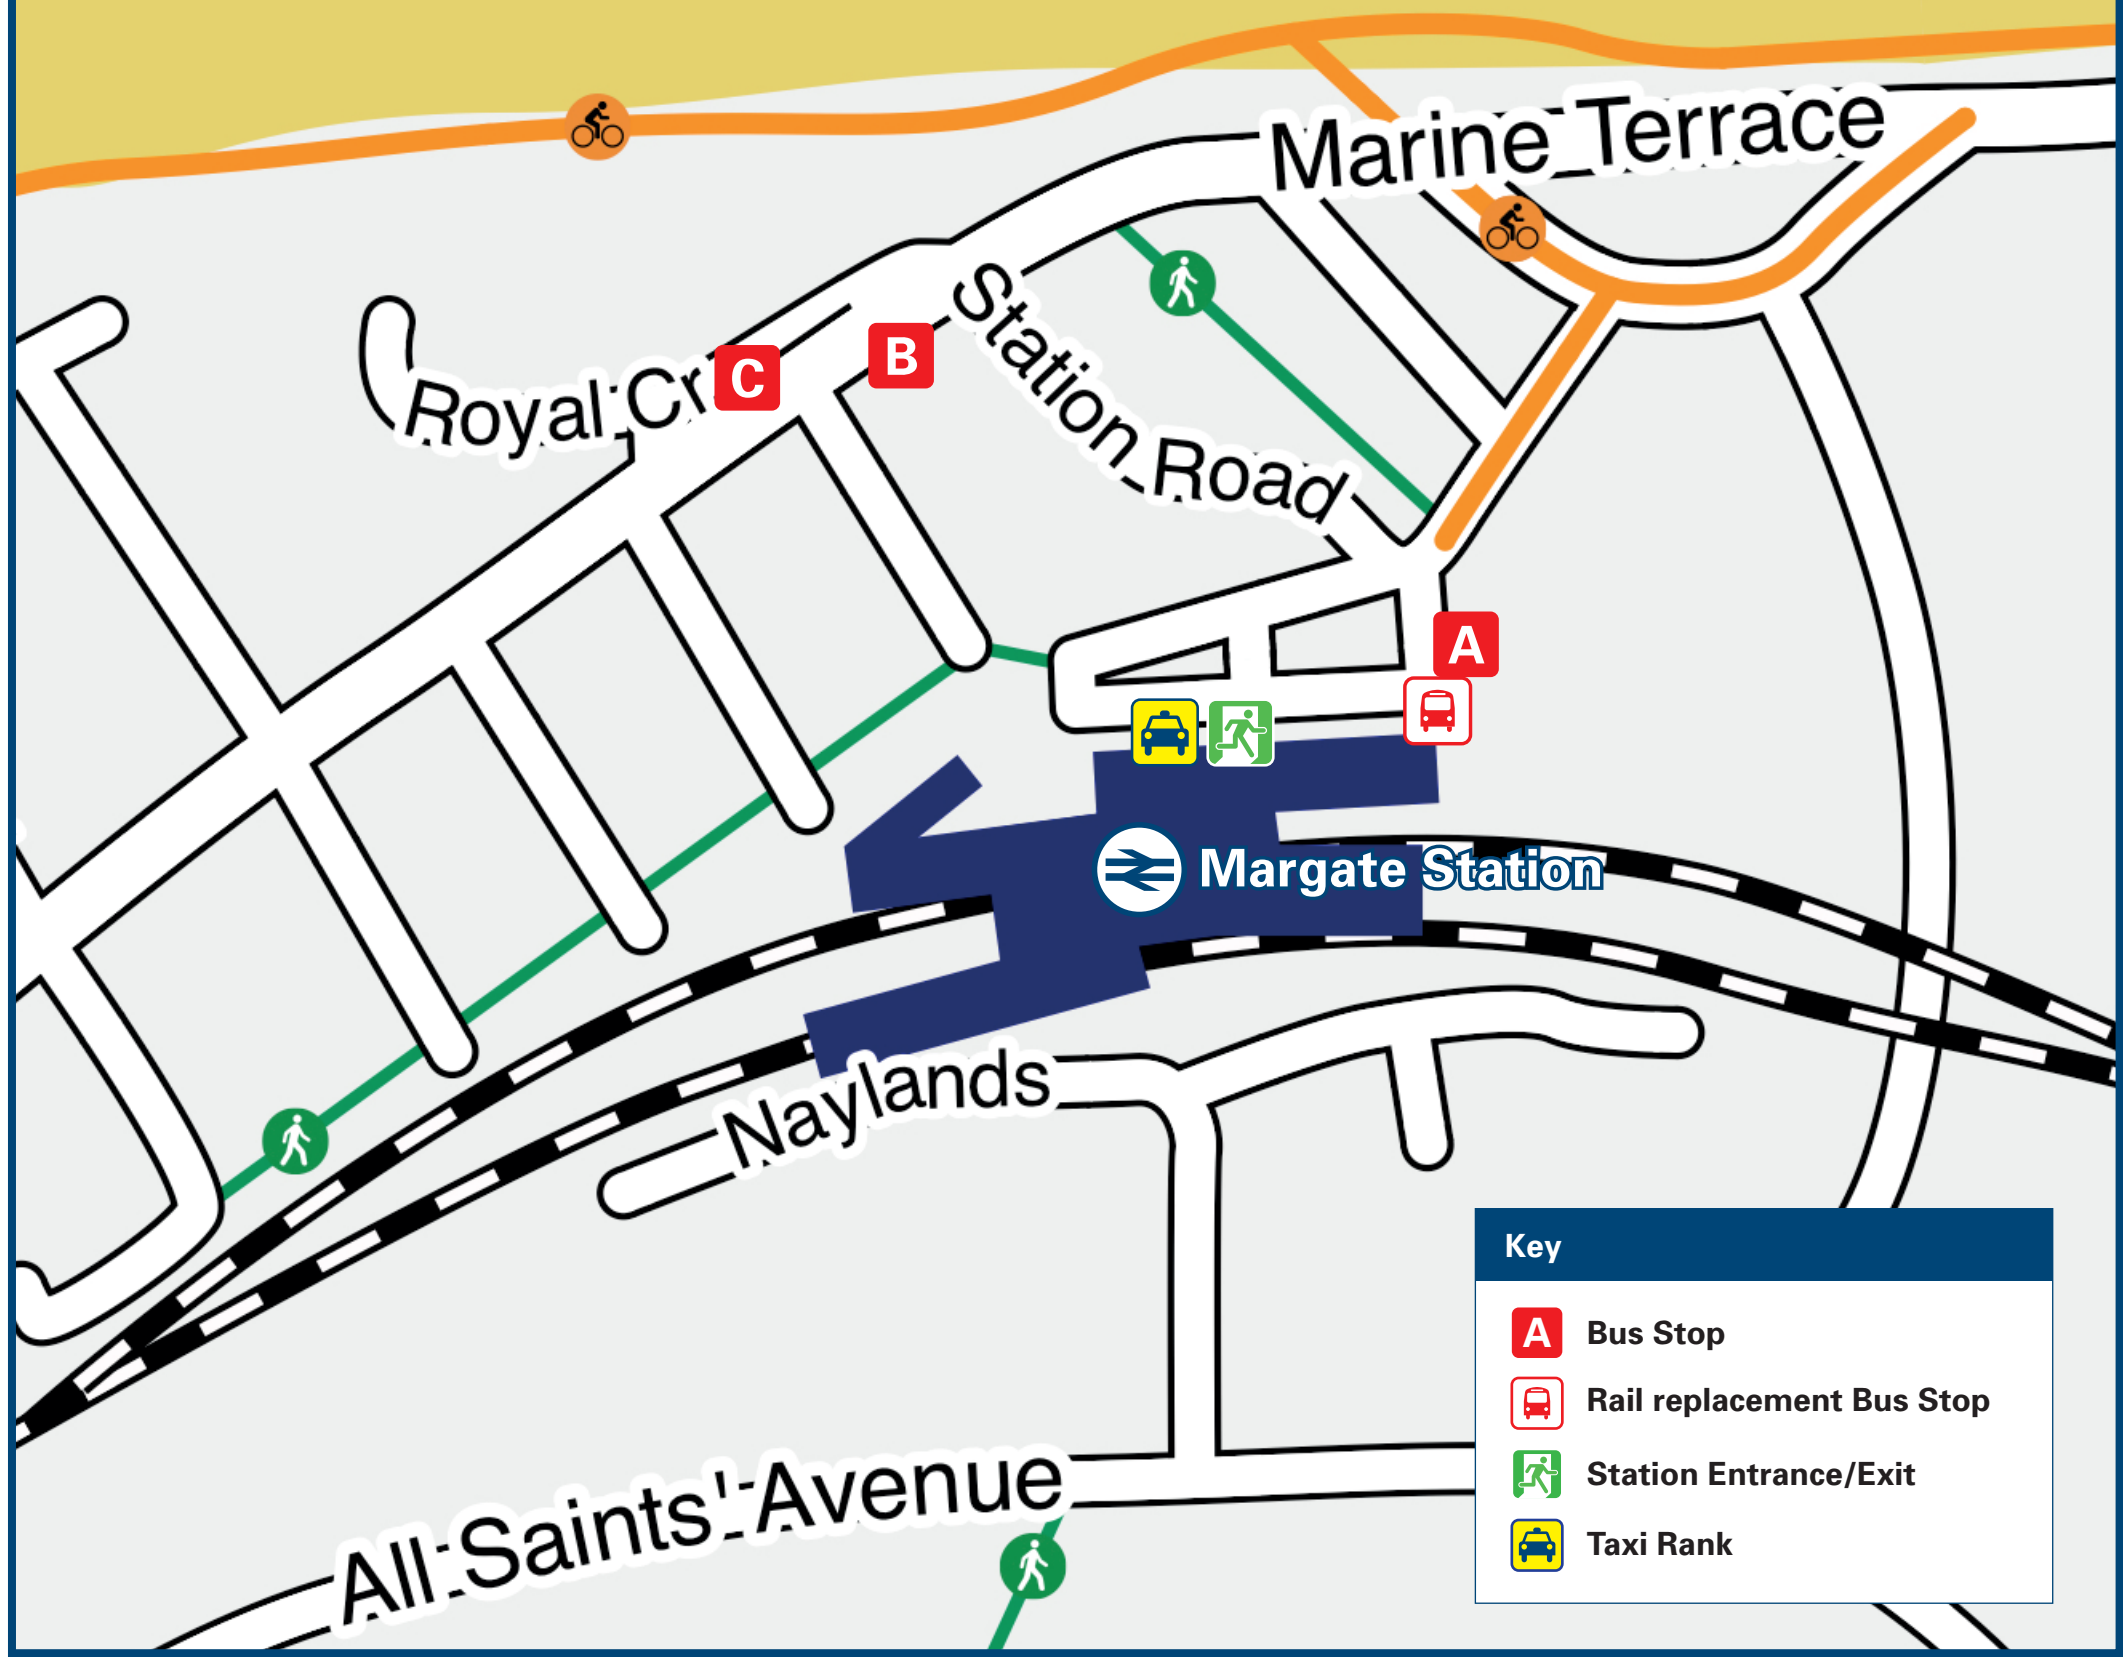 Marine Terrace
Station Road
Royal Cr
C
B
A
Margate Station
Naylands
All Saints' Avenue
Key
A Bus Stop
Rail replacement Bus Stop
Station Entrance/Exit
Taxi Rank